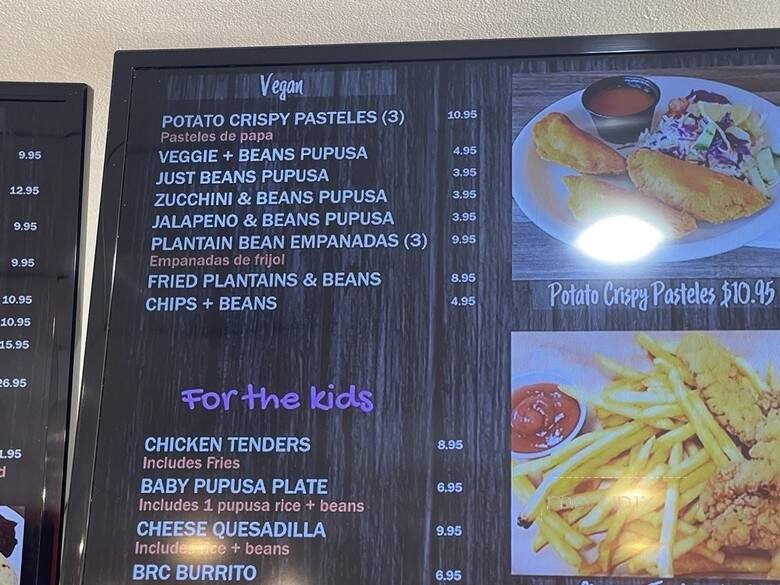 9.95
12.95
9.95
9.95
10.95
10.95
15.95
26.95
Vegan
POTATO CRISPY PASTELES (3) 10.95
Pasteles de papa
VEGGIE + BEANS PUPUSA 4.95
JUST BEANS PUPUSA 3.95
ZUCCHINI & BEANS PUPUSA 3.95
JALAPENO & BEANS PUPUSA 3.95
PLANTAIN BEAN EMPANADAS (3) 9.95
Empanadas de frijol
FRIED PLANTAINS & BEANS 8.95
CHIPS + BEANS 4.95
For the kids
CHICKEN TENDERS 8.95
Includes Fries
BABY PUPUSA PLATE 6.95
Includes 1 pupusa rice + beans
CHEESE QUESADILLA 9.95
Includes rice + beans
BRC BURRITO 6.95
Potato Crispy Pasteles $10.95